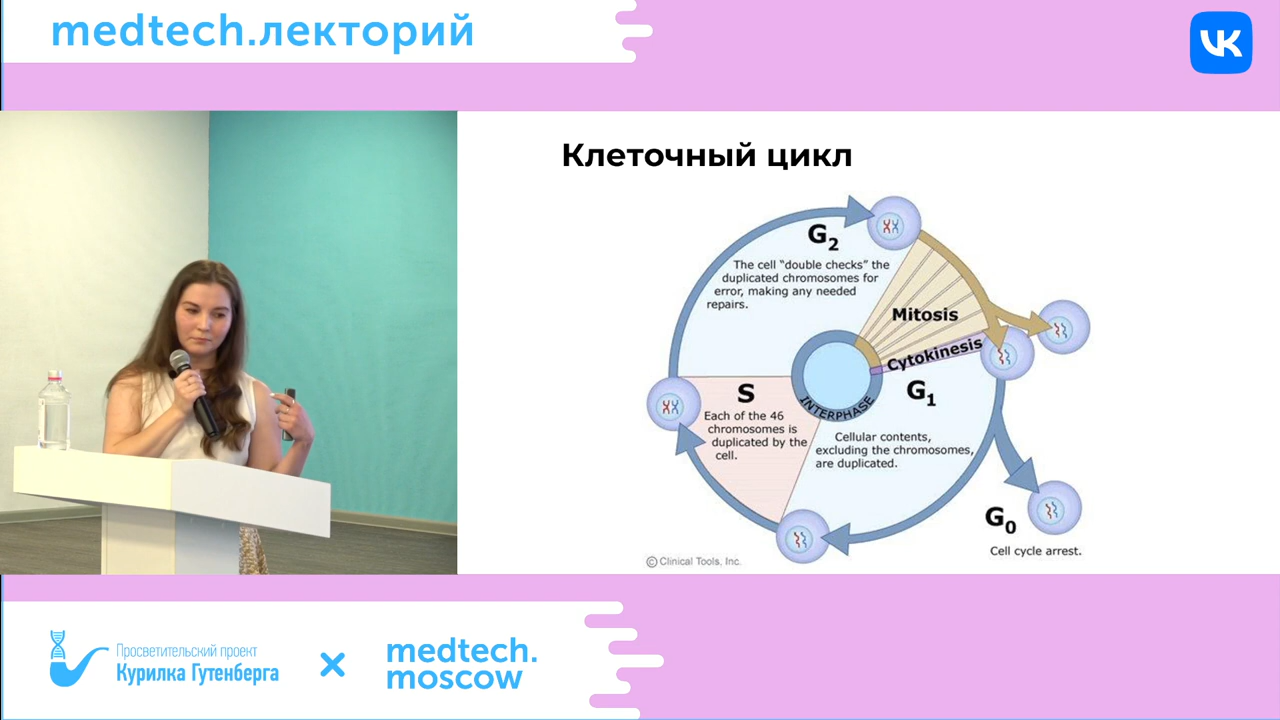 medtech.лекторий
VK
Клеточный цикл
G2
The cell “double checks” the
duplicated chromosomes for
error, making any needed
repairs.
Mitosis
Cytokinesis
S
Each of the 46
chromosomes is
duplicated by the
cell.
INTERPHASE
G1
Cellular contents,
excluding the chromosomes,
are duplicated.
G0
Cell cycle arrest.
© Clinical Tools, Inc.
Просветительский проект
Курилка Гутенберга
×
medtech.
moscow